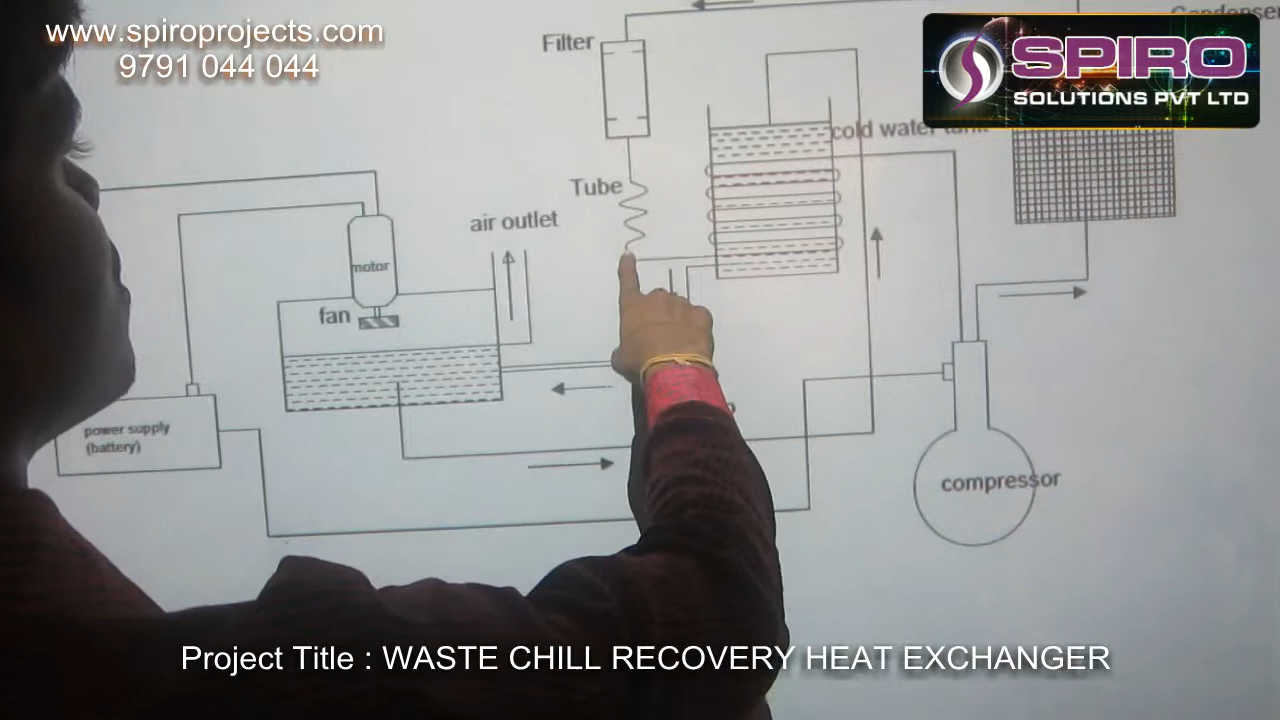 www.spiroprojects.com
9791 044 044
SPIRO
SOLUTIONS PVT LTD
Condenser
Filter
cold water tank
Tube
air outlet
motor
fan
power supply
(battery)
compressor
Project Title : WASTE CHILL RECOVERY HEAT EXCHANGER